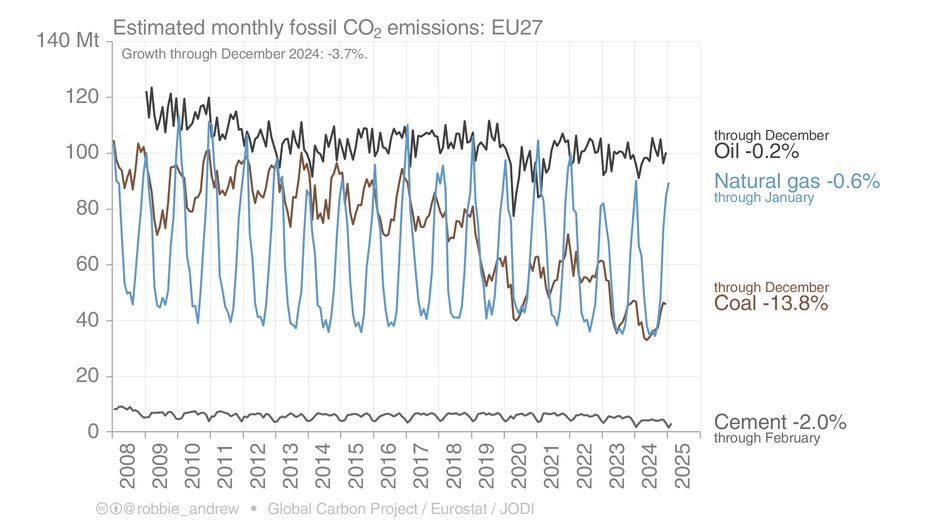 Estimated monthly fossil CO₂ emissions: EU27
140 Mt
Growth through December 2024: -3.7%.
120
100
80
60
40
20
0
through December
Oil -0.2%
Natural gas -0.6%
through January
through December
Coal -13.8%
Cement -2.0%
through February
2008 2009 2010 2011 2012 2013 2014 2015 2016 2017 2018 2019 2020 2021 2022 2023 2024 2025
@robbie_andrew • Global Carbon Project / Eurostat / JODI